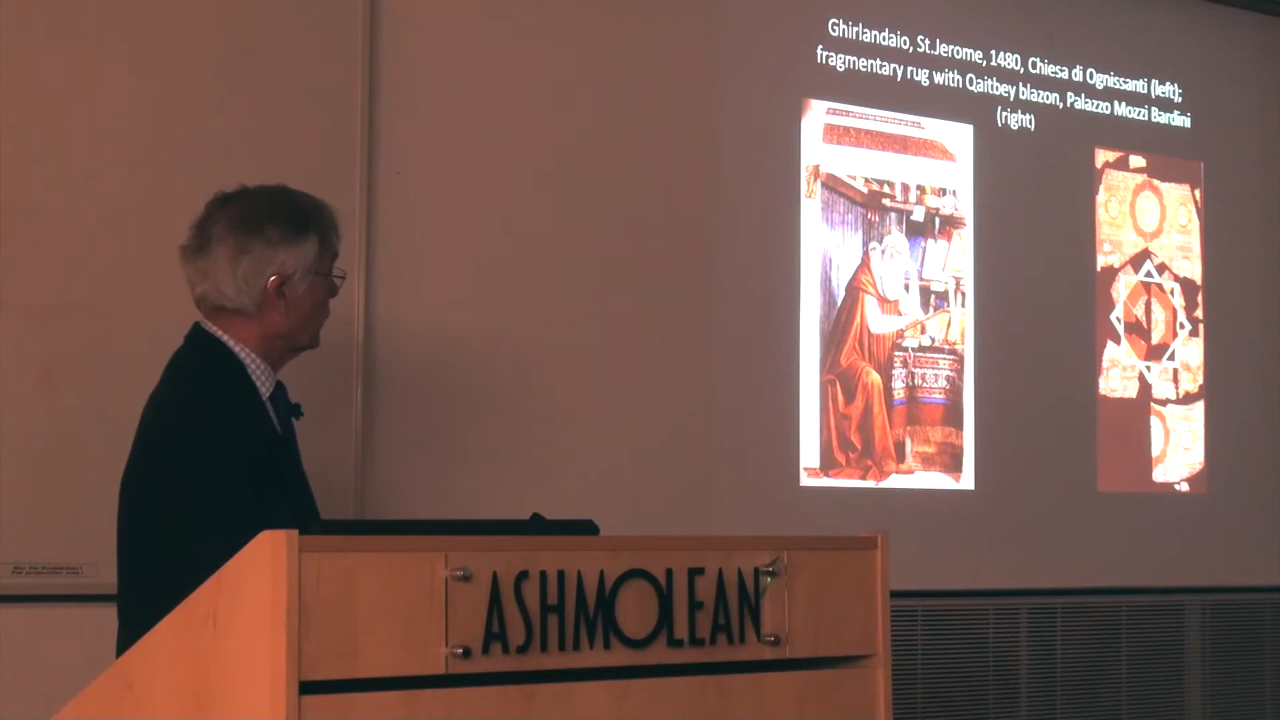 Ghirlandaio, St.Jerome, 1480, Chiesa di Ognissanti (left);
fragmentary rug with Qaitbey blazon, Palazzo Mozzi Bardini
(right)
ASHMOLEAN